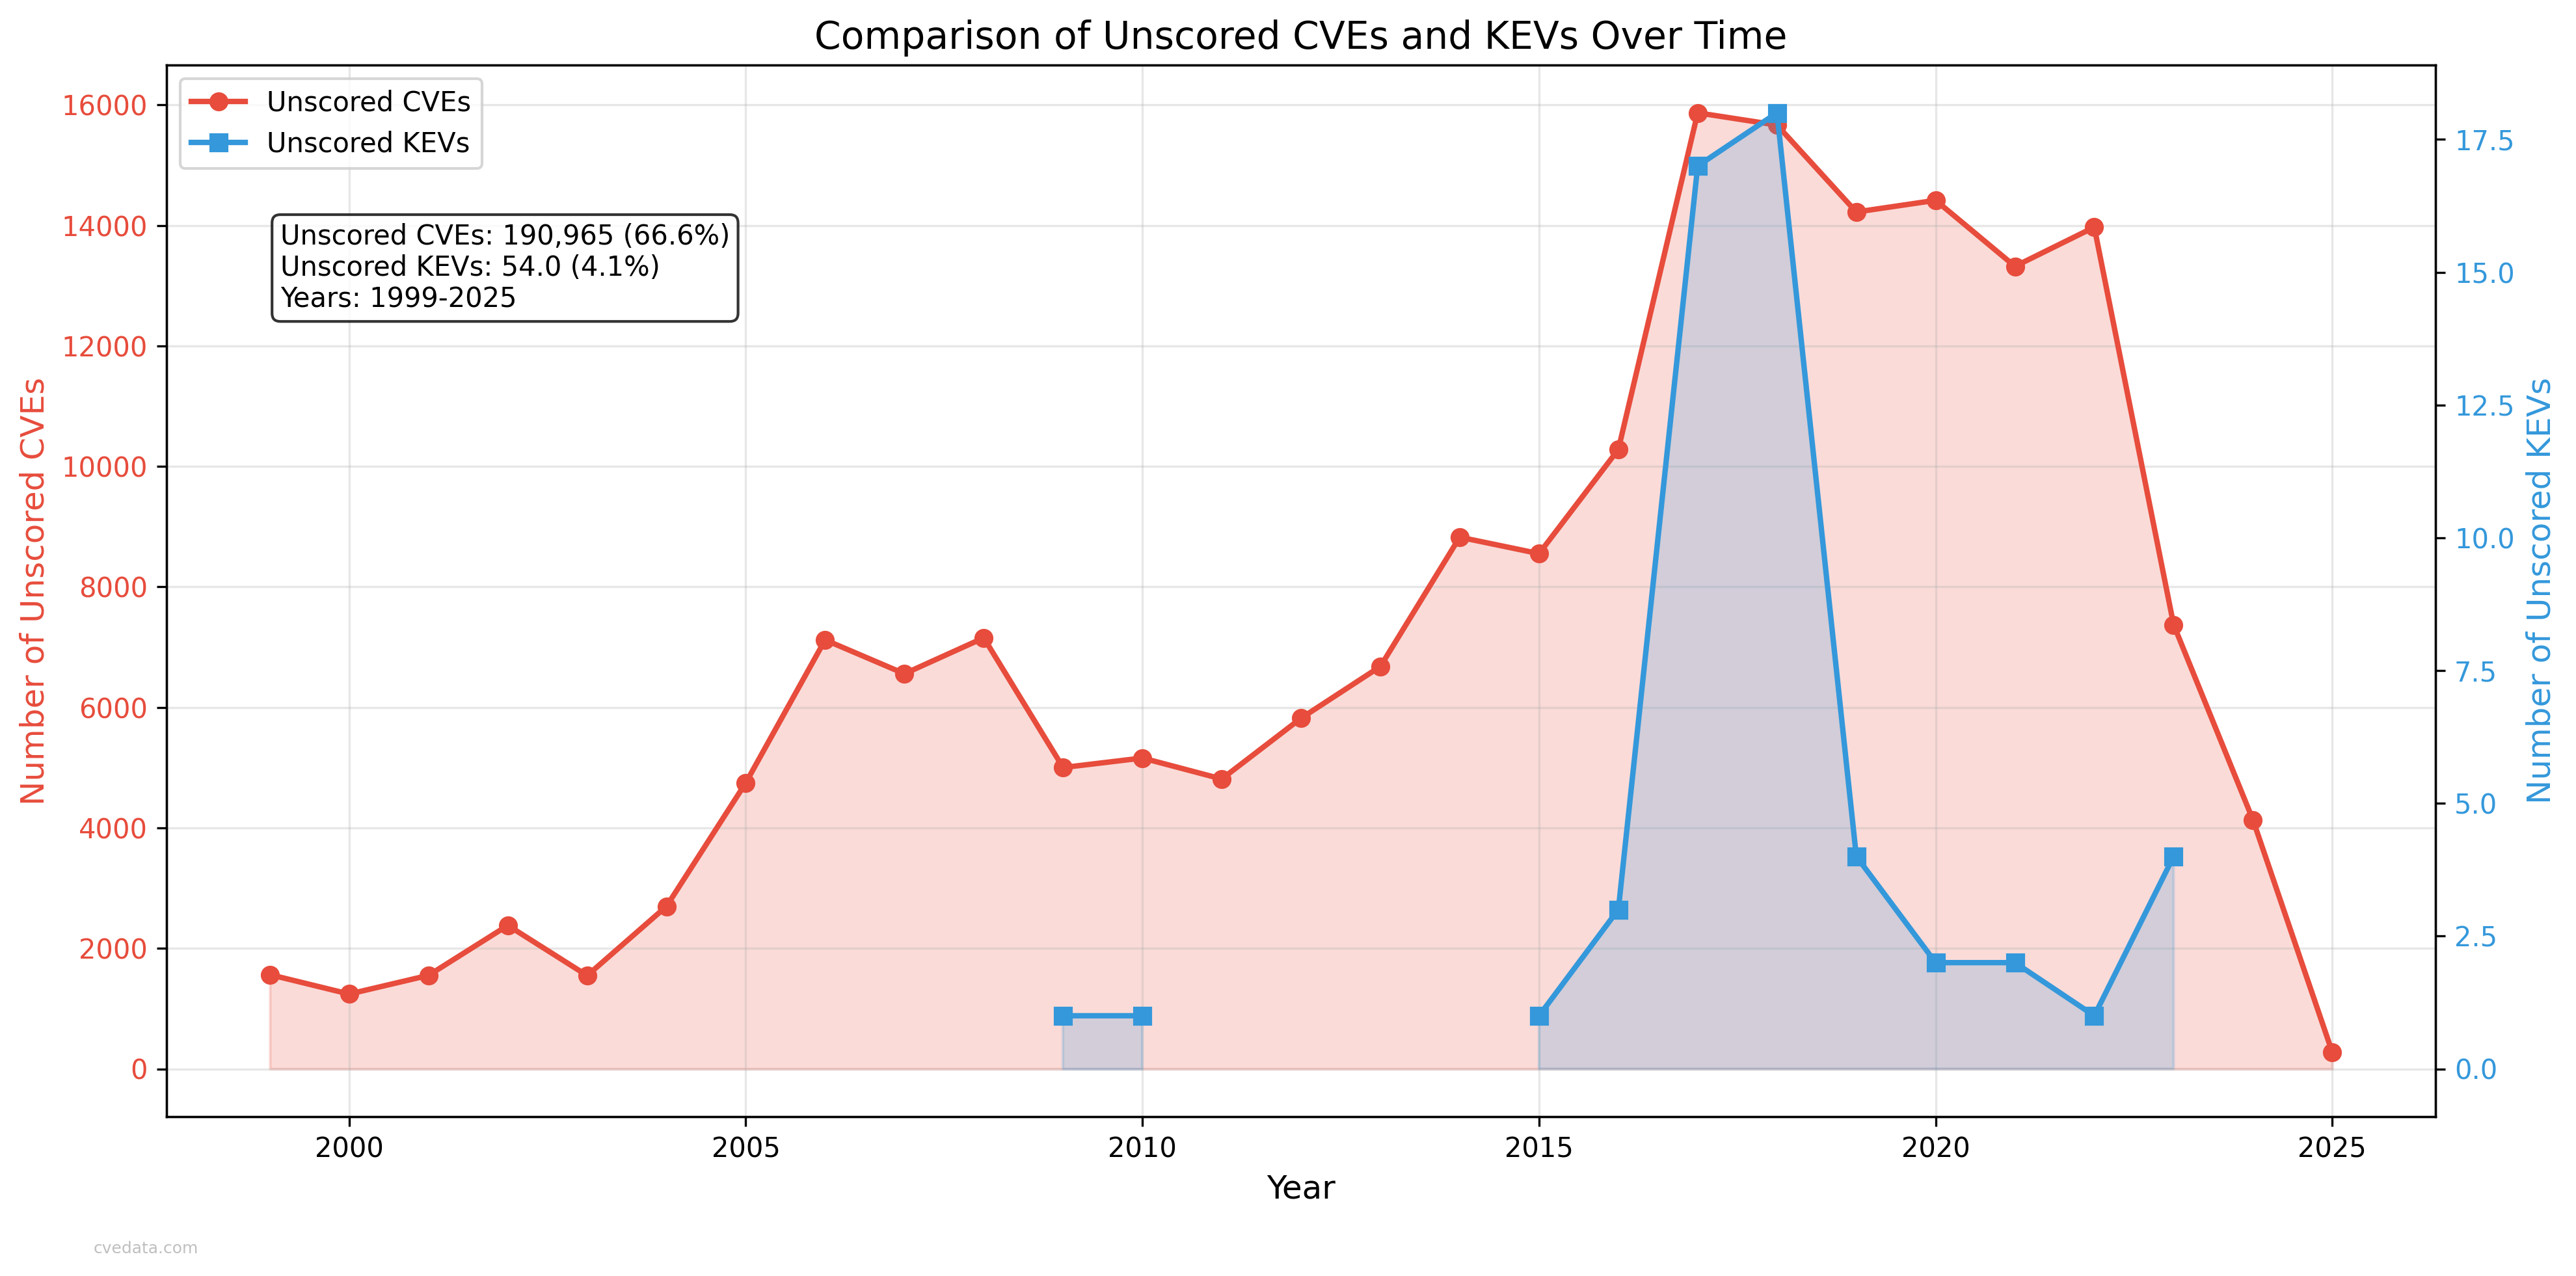 Comparison of Unscored CVEs and KEVs Over Time
Unscored CVEs
Unscored KEVs
Unscored CVEs: 190,965 (66.6%)
Unscored KEVs: 54.0 (4.1%)
Years: 1999-2025
Number of Unscored CVEs
16000
14000
12000
10000
8000
6000
4000
2000
0
17.5
15.0
12.5
10.0
7.5
5.0
2.5
0.0
Number of Unscored KEVs
2000 2005 2010 2015 2020 2025
Year
cvedata.com